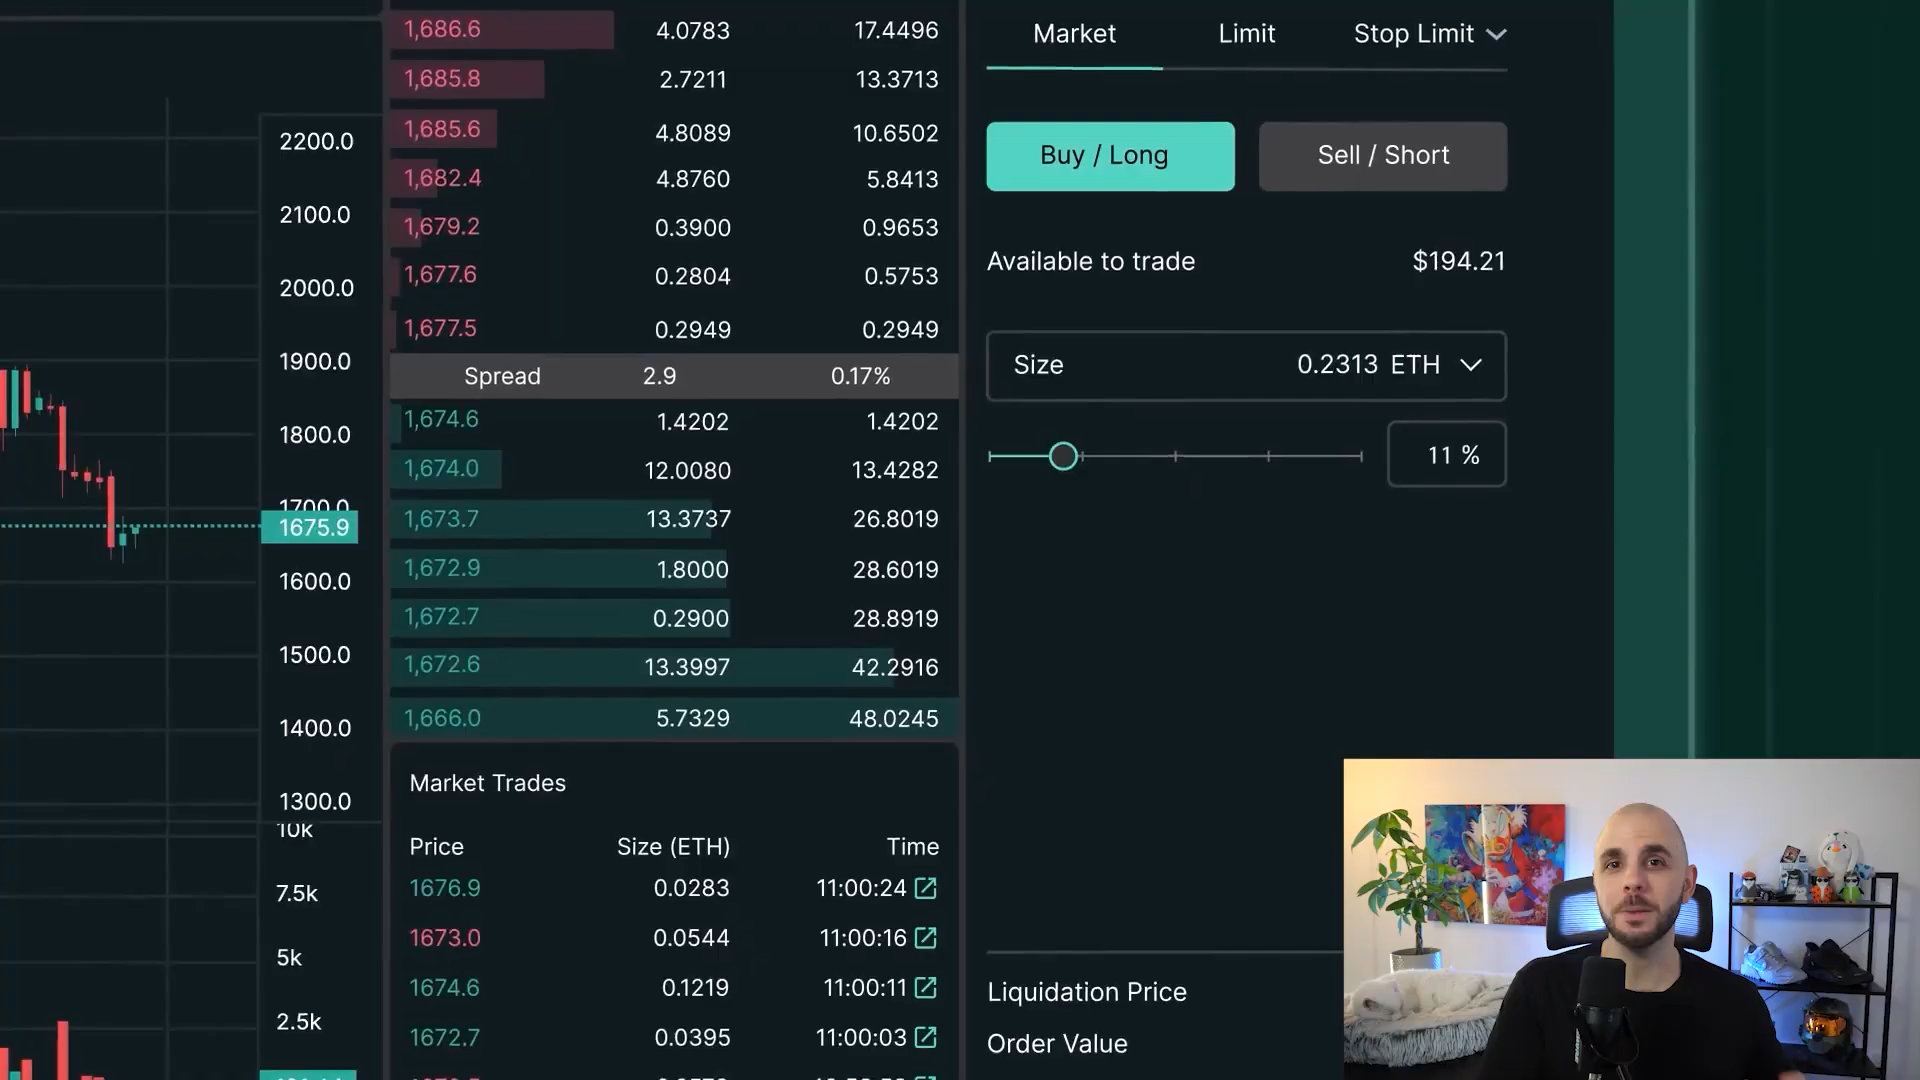 2200.0
2100.0
2000.0
1900.0
1800.0
1700.0
1675.9
1600.0
1500.0
1400.0
1300.0
10k
7.5k
5k
2.5k
1,686.6 4.0783 17.4496
1,685.8 2.7211 13.3713
1,685.6 4.8089 10.6502
1,682.4 4.8760 5.8413
1,679.2 0.3900 0.9653
1,677.6 0.2804 0.5753
1,677.5 0.2949 0.2949
Spread 2.9 0.17%
1,674.6 1.4202 1.4202
1,674.0 12.0080 13.4282
1,673.7 13.3737 26.8019
1,672.9 1.8000 28.6019
1,672.7 0.2900 28.8919
1,672.6 13.3997 42.2916
1,666.0 5.7329 48.0245
Market Trades
Price Size (ETH) Time
1676.9 0.0283 11:00:24
1673.0 0.0544 11:00:16
1674.6 0.1219 11:00:11
1672.7 0.0395 11:00:03
Market Limit Stop Limit
Buy / Long Sell / Short
Available to trade $194.21
Size 0.2313 ETH
11 %
Liquidation Price
Order Value